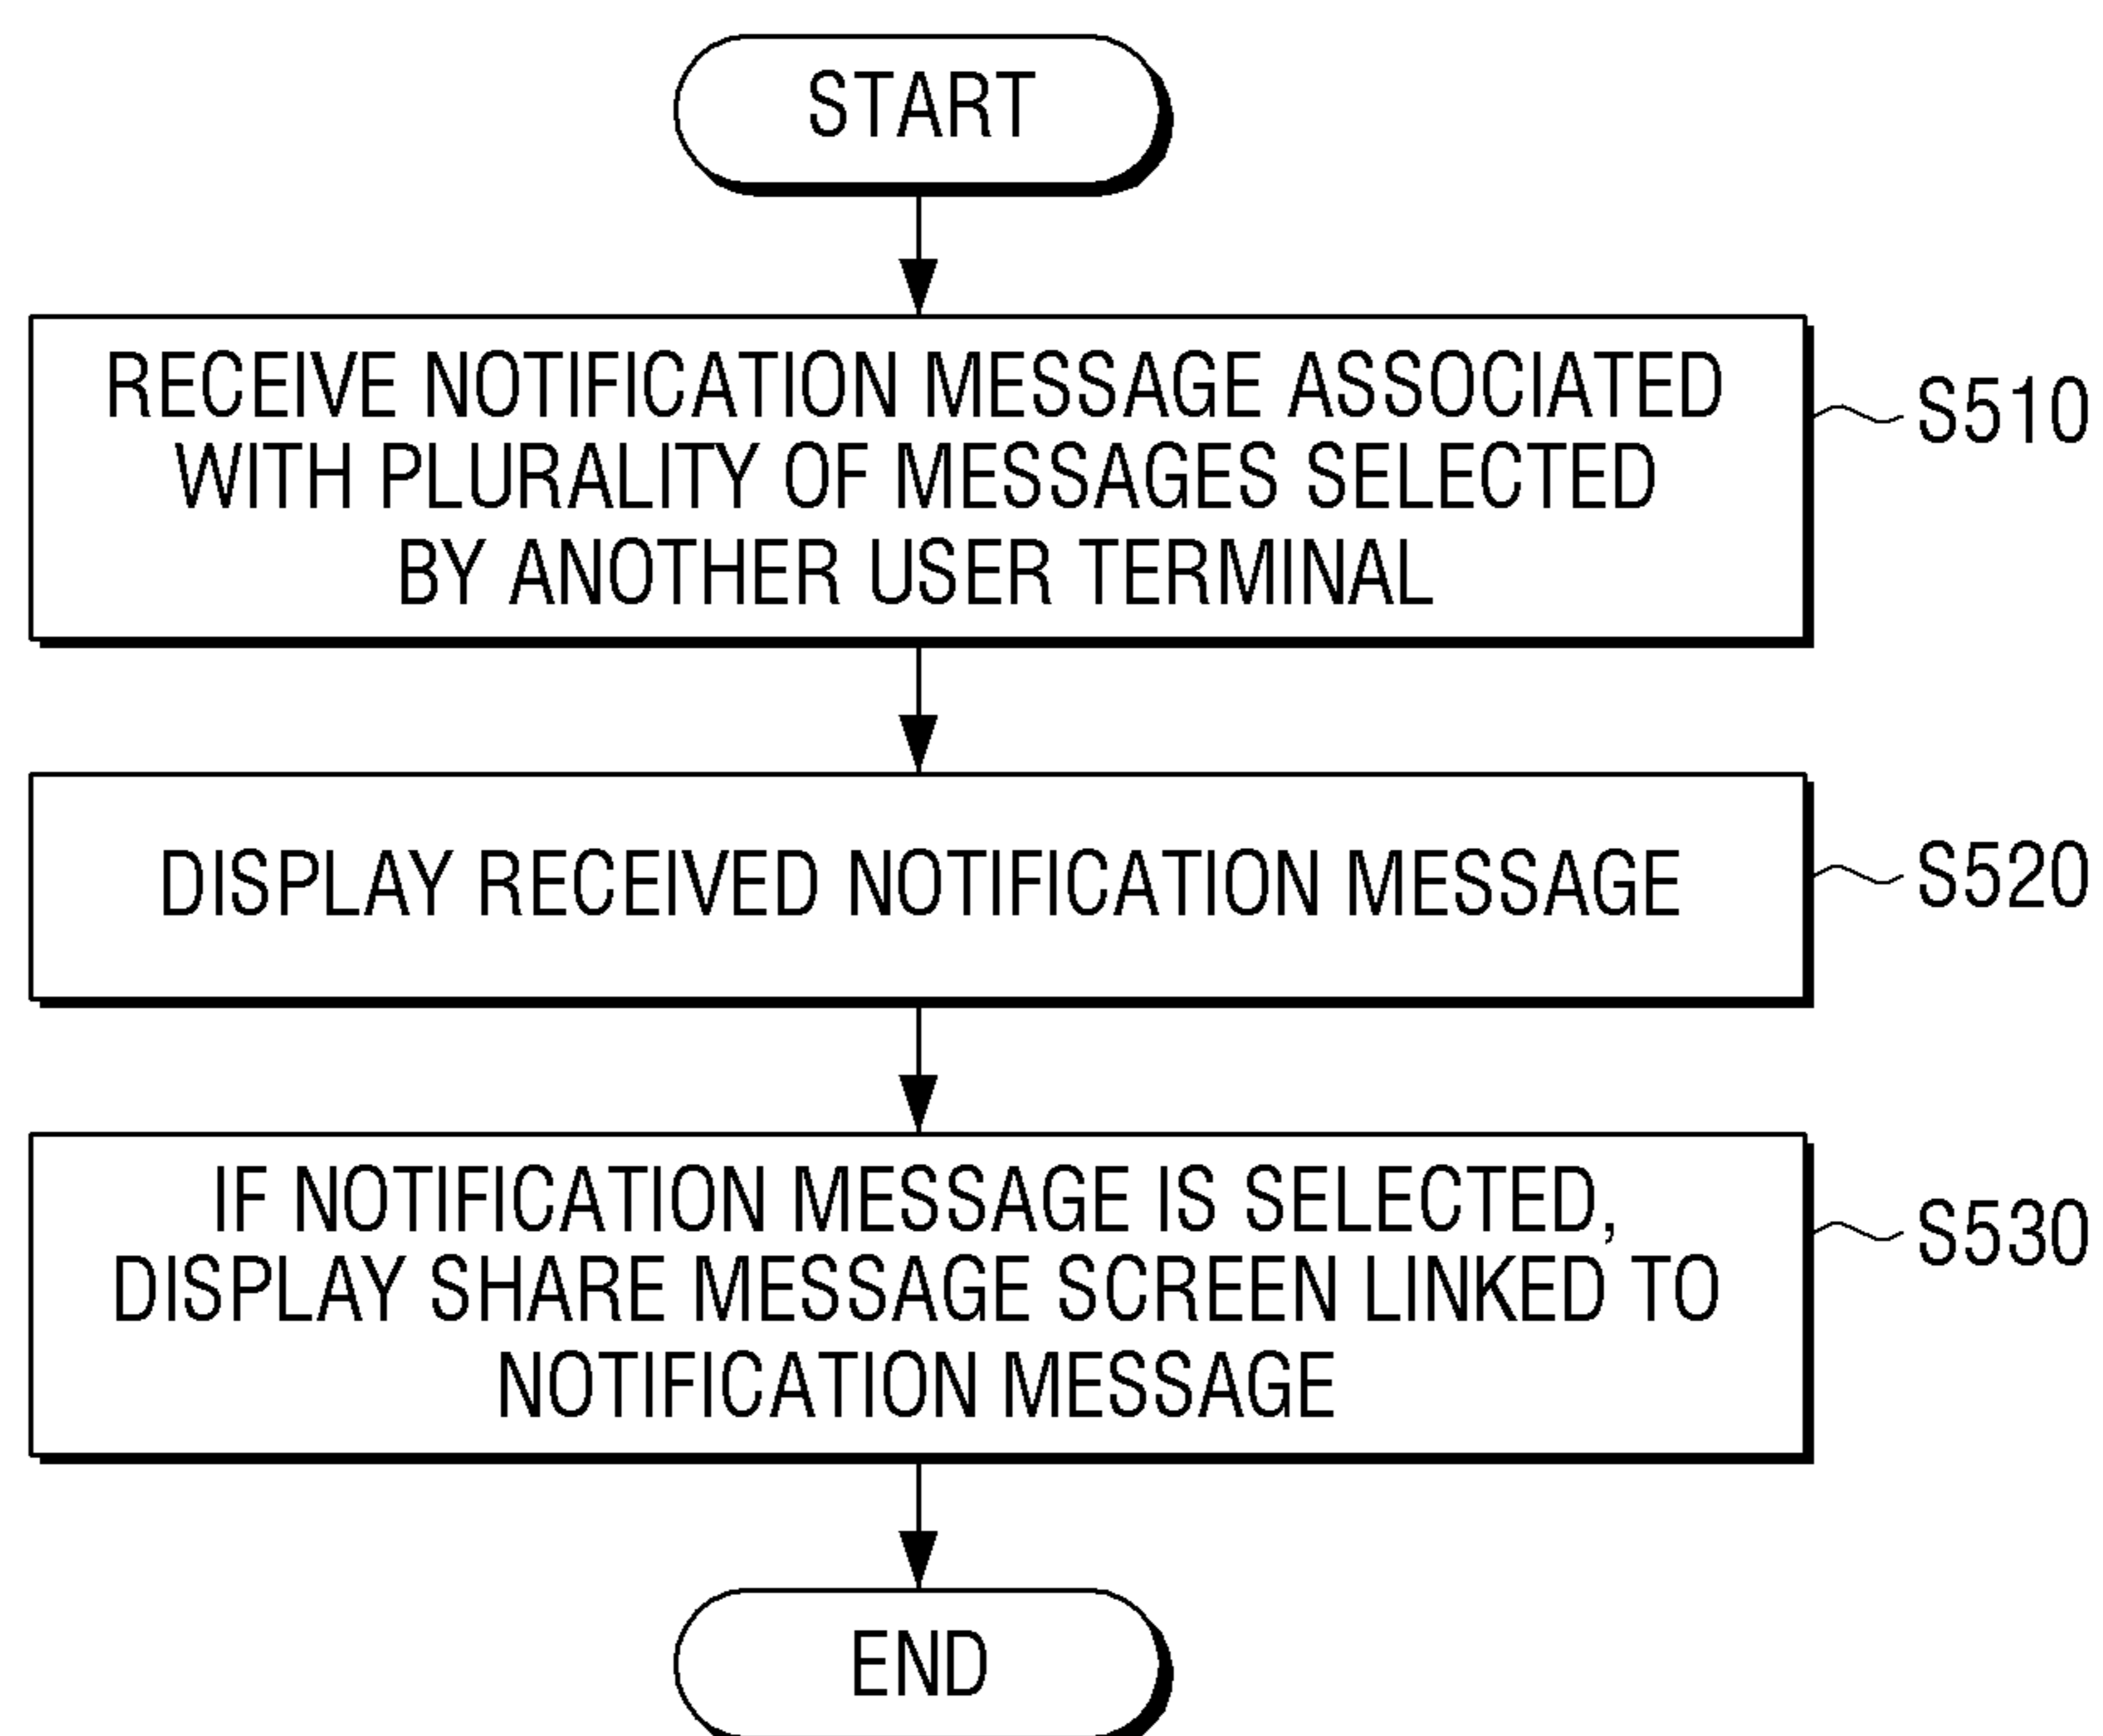 START
RECEIVE NOTIFICATION MESSAGE ASSOCIATED
WITH PLURALITY OF MESSAGES SELECTED
BY ANOTHER USER TERMINAL
S510
DISPLAY RECEIVED NOTIFICATION MESSAGE
S520
IF NOTIFICATION MESSAGE IS SELECTED,
DISPLAY SHARE MESSAGE SCREEN LINKED TO
NOTIFICATION MESSAGE
S530
END